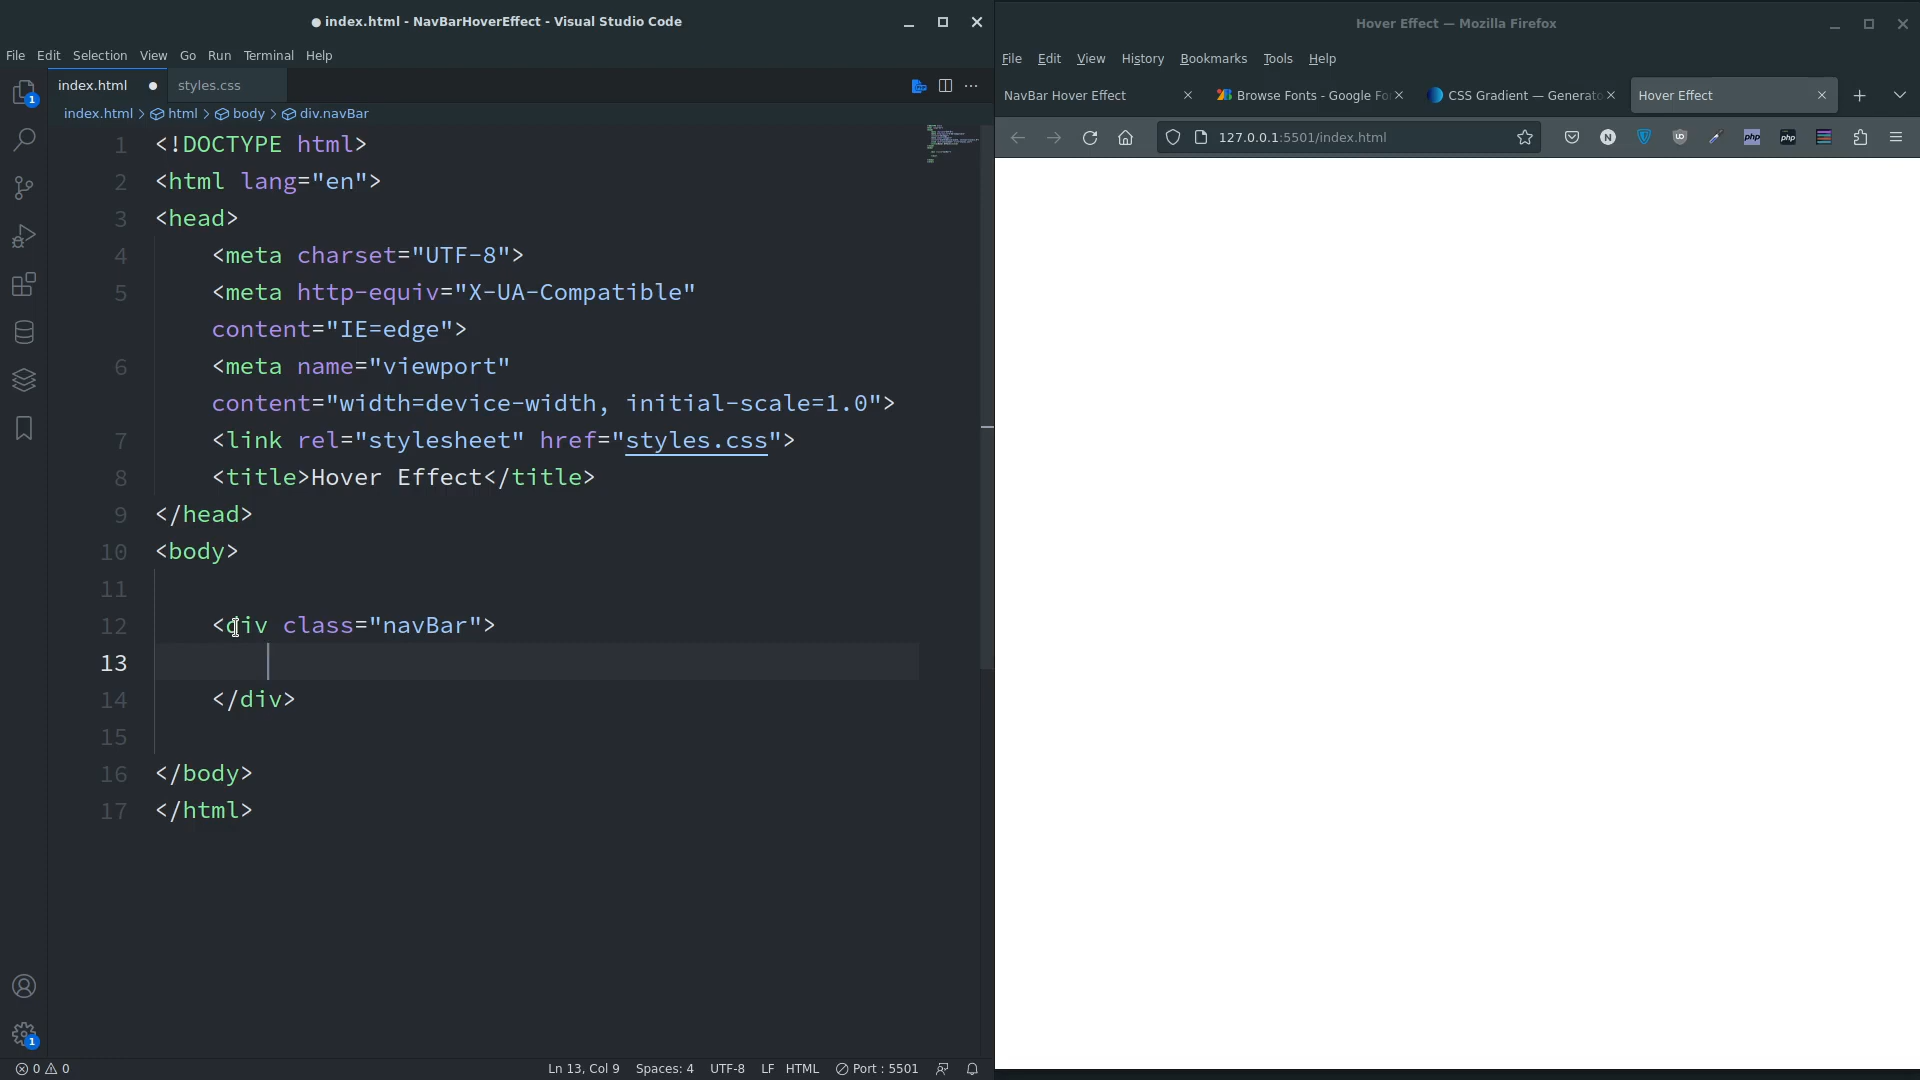 ● index.html - NavBarHoverEffect - Visual Studio Code
File Edit Selection View Go Run Terminal Help
index.html ● styles.css
index.html > html > body > div.navBar
1 <!DOCTYPE html>
2 <html lang="en">
3 <head>
4 <meta charset="UTF-8">
5 <meta http-equiv="X-UA-Compatible"
content="IE=edge">
6 <meta name="viewport"
content="width=device-width, initial-scale=1.0">
7 <link rel="stylesheet" href="styles.css">
8 <title>Hover Effect</title>
9 </head>
10 <body>
11
12 <div class="navBar">
13
14 </div>
15
16 </body>
17 </html>
1
1
0 0
Ln 13, Col 9 Spaces: 4 UTF-8 LF HTML Port : 5501
Hover Effect — Mozilla Firefox
File Edit View History Bookmarks Tools Help
NavBar Hover Effect Browse Fonts - Google Fo CSS Gradient — Generato Hover Effect
127.0.0.1:5501/index.html
N php php